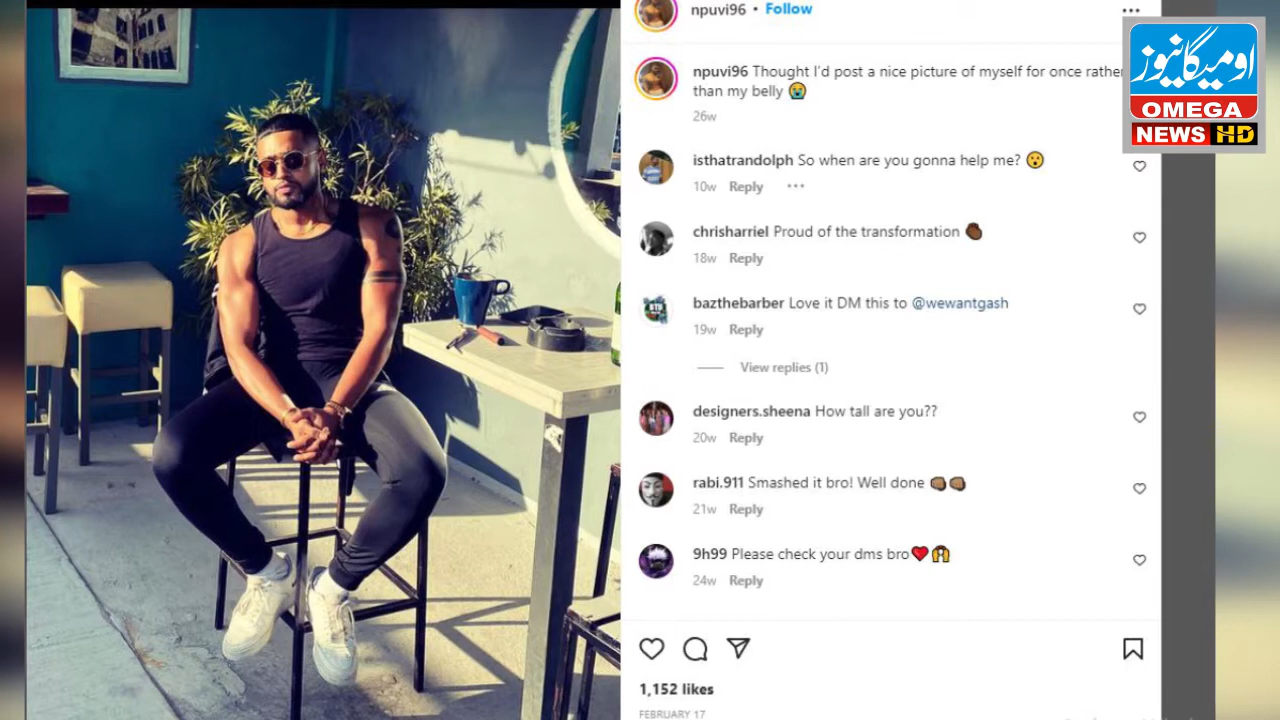 npuvi96 • Follow
npuvi96 Thought I'd post a nice picture of myself for once rather
than my belly 😭
26w
isthatrandolph So when are you gonna help me? 😮
10w Reply
chrisharriel Proud of the transformation ✊🏾
18w Reply
bazthebarber Love it DM this to @wewantgash
19w Reply
View replies (1)
designers.sheena How tall are you??
20w Reply
rabi.911 Smashed it bro! Well done 👊🏽👊🏽
21w Reply
9h99 Please check your dms bro❤️🙌
24w Reply
1,152 likes
FEBRUARY 17
اومیگانیوز
OMEGA
NEWS HD